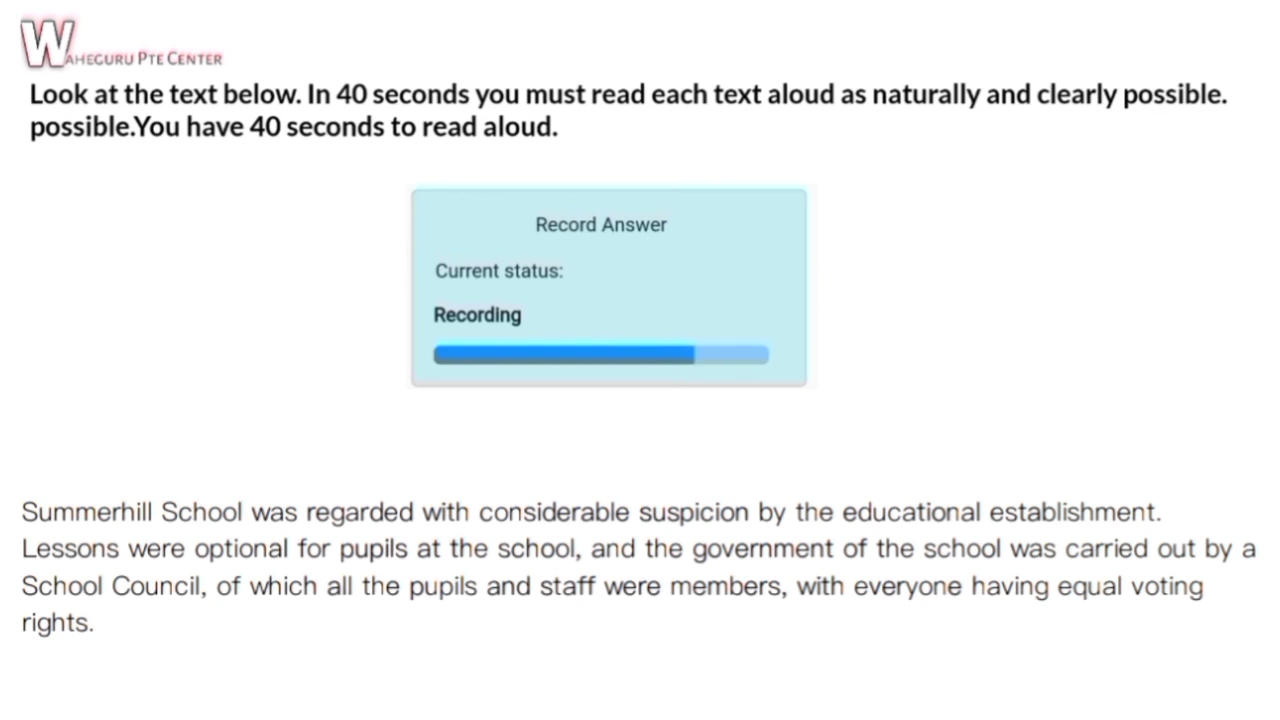 WAHEGURU PTE CENTER
Look at the text below. In 40 seconds you must read each text aloud as naturally and clearly possible.
possible.You have 40 seconds to read aloud.
Record Answer
Current status:
Recording
Summerhill School was regarded with considerable suspicion by the educational establishment.
Lessons were optional for pupils at the school, and the government of the school was carried out by a
School Council, of which all the pupils and staff were members, with everyone having equal voting
rights.